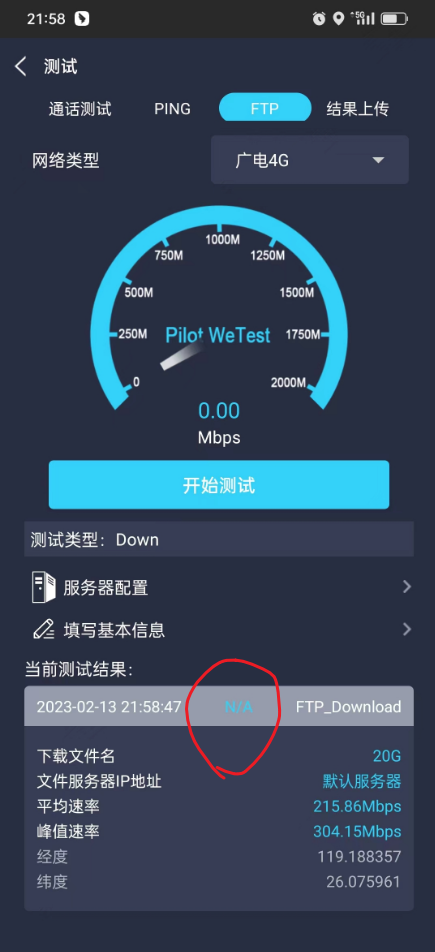 21:58
5G
测试
通话测试 PING FTP 结果上传
网络类型 广电4G
1000M
750M 1250M
500M 1500M
250M Pilot WeTest 1750M
0 2000M
0.00
Mbps
开始测试
测试类型：Down
服务器配置
填写基本信息
当前测试结果：
2023-02-13 21:58:47 N/A FTP_Download
下载文件名 20G
文件服务器IP地址 默认服务器
平均速率 215.86Mbps
峰值速率 304.15Mbps
经度 119.188357
纬度 26.075961